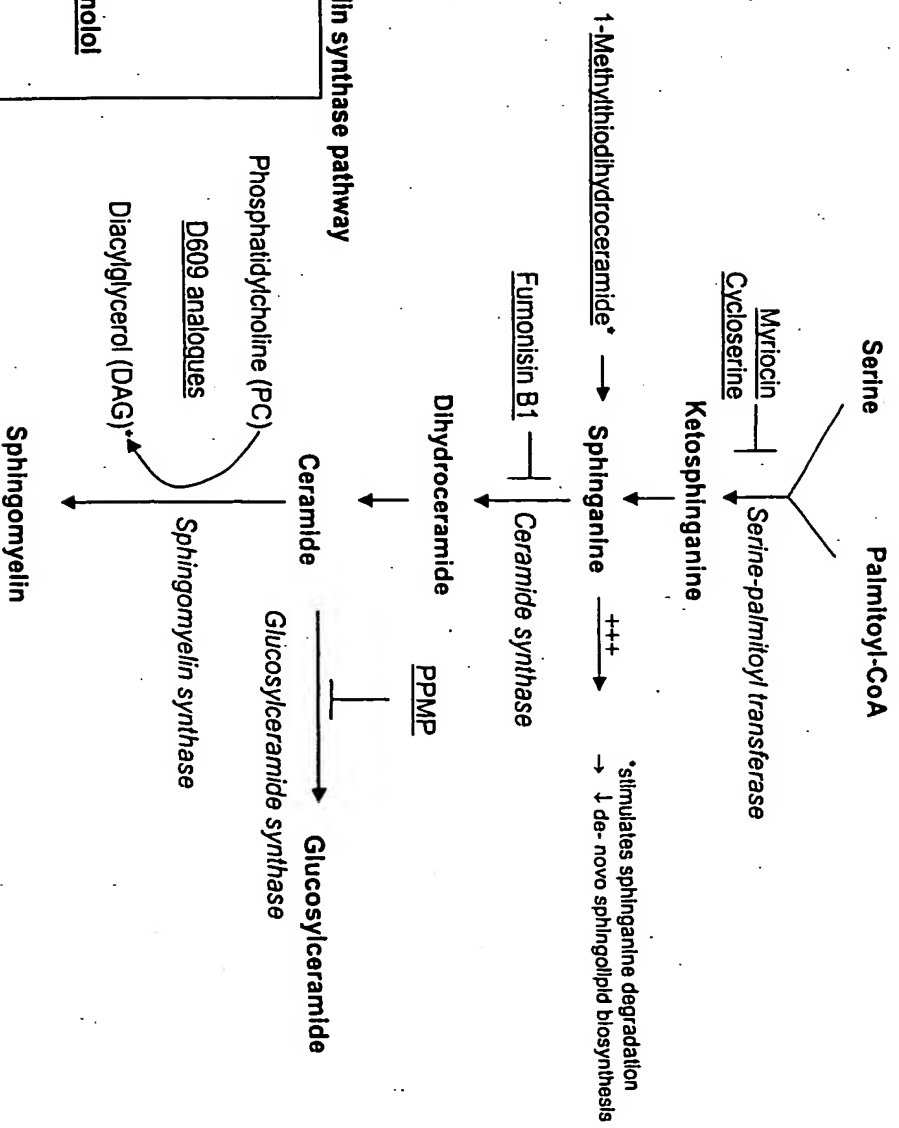 Serine
Palmitoyl-CoA
Myriocin
Cycloserine
Serine-palmitoyl transferase
Ketosphinganine
1-Methylthiodihydroceramide*
Sphinganine
+++
*stimulates sphinganine degradation
→ ↓ de- novo sphingolipid biosynthesis
Fumonisin B1
Ceramide synthase
Dihydroceramide
PPMP
Ceramide
Glucosylceramide
Glucosylceramide synthase
Phosphatidylcholine (PC)
D609 analogues
Diacylglycerol (DAG)*
Sphingomyelin synthase
Sphingomyelin
lin synthase pathway
nolol